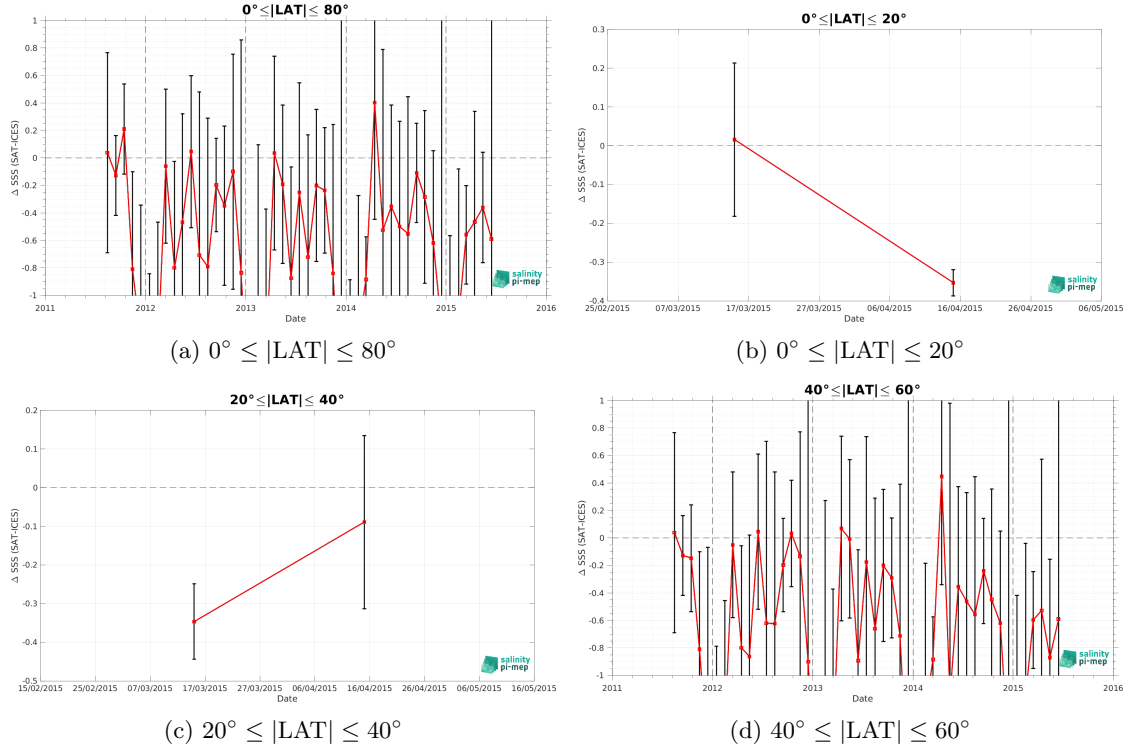 0°≤|LAT|≤ 80°
1
0.8
0.6
0.4
0.2
0
-0.2
-0.4
-0.6
-0.8
-1
Δ SSS (SAT-ICES)
2011 2012 2013 2014 2015 2016
Date
salinity
pi-mep
(a) 0° ≤ |LAT| ≤ 80°
0°≤|LAT|≤ 20°
0.3
0.2
0.1
0
-0.1
-0.2
-0.3
-0.4
Δ SSS (SAT-ICES)
25/02/2015 07/03/2015 17/03/2015 27/03/2015 06/04/2015 16/04/2015 26/04/2015 06/05/2015
Date
salinity
pi-mep
(b) 0° ≤ |LAT| ≤ 20°
20°≤|LAT|≤ 40°
0.2
0.1
0
-0.1
-0.2
-0.3
-0.4
-0.5
Δ SSS (SAT-ICES)
15/02/2015 25/02/2015 07/03/2015 17/03/2015 27/03/2015 06/04/2015 16/04/2015 26/04/2015 06/05/2015 16/05/2015
Date
salinity
pi-mep
(c) 20° ≤ |LAT| ≤ 40°
40°≤|LAT|≤ 60°
1
0.8
0.6
0.4
0.2
0
-0.2
-0.4
-0.6
-0.8
-1
Δ SSS (SAT-ICES)
2011 2012 2013 2014 2015 2016
Date
salinity
pi-mep
(d) 40° ≤ |LAT| ≤ 60°